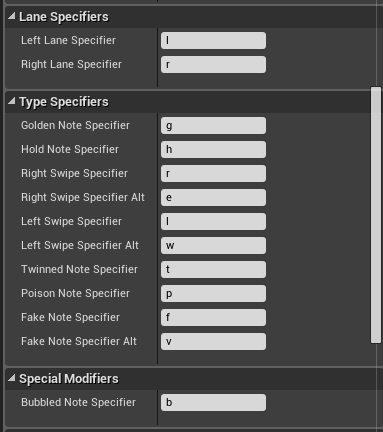 Lane Specifiers
Left Lane Specifier l
Right Lane Specifier r
Type Specifiers
Golden Note Specifier g
Hold Note Specifier h
Right Swipe Specifier r
Right Swipe Specifier Alt e
Left Swipe Specifier l
Left Swipe Specifier Alt w
Twinned Note Specifier t
Poison Note Specifier p
Fake Note Specifier f
Fake Note Specifier Alt v
Special Modifiers
Bubbled Note Specifier b